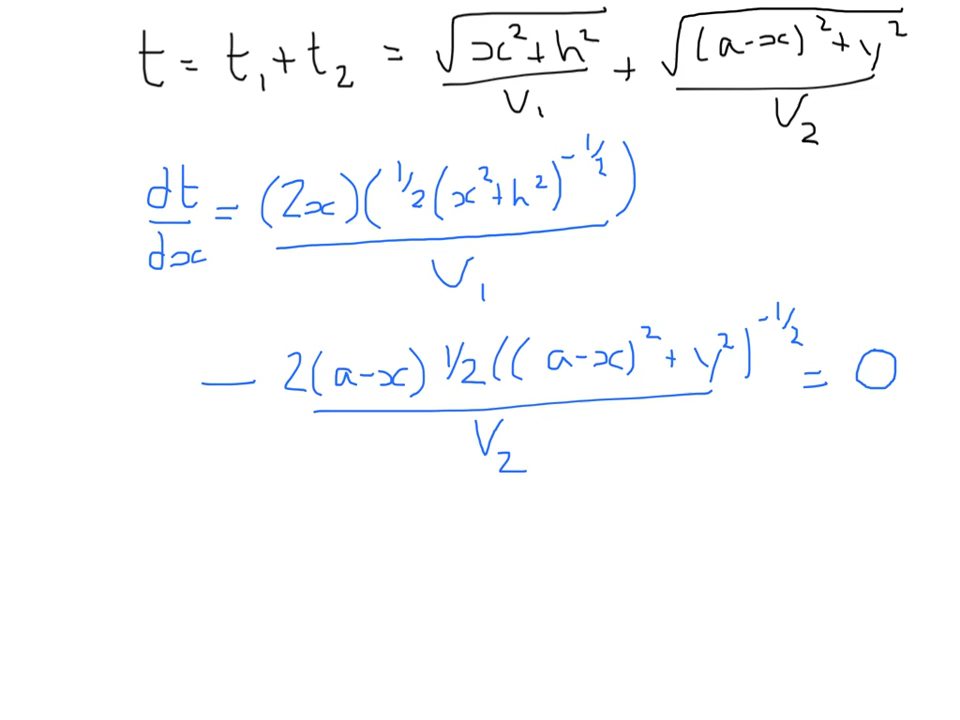 t = t₁ + t₂ = √(x² + h²) / V₁ + √((a-x)² + y²) / V₂
dt/dx = (2x)(½(x² + h²)^-½) / V₁
— 2(a-x) ½((a-x)² + y²)^-½ / V₂ = 0